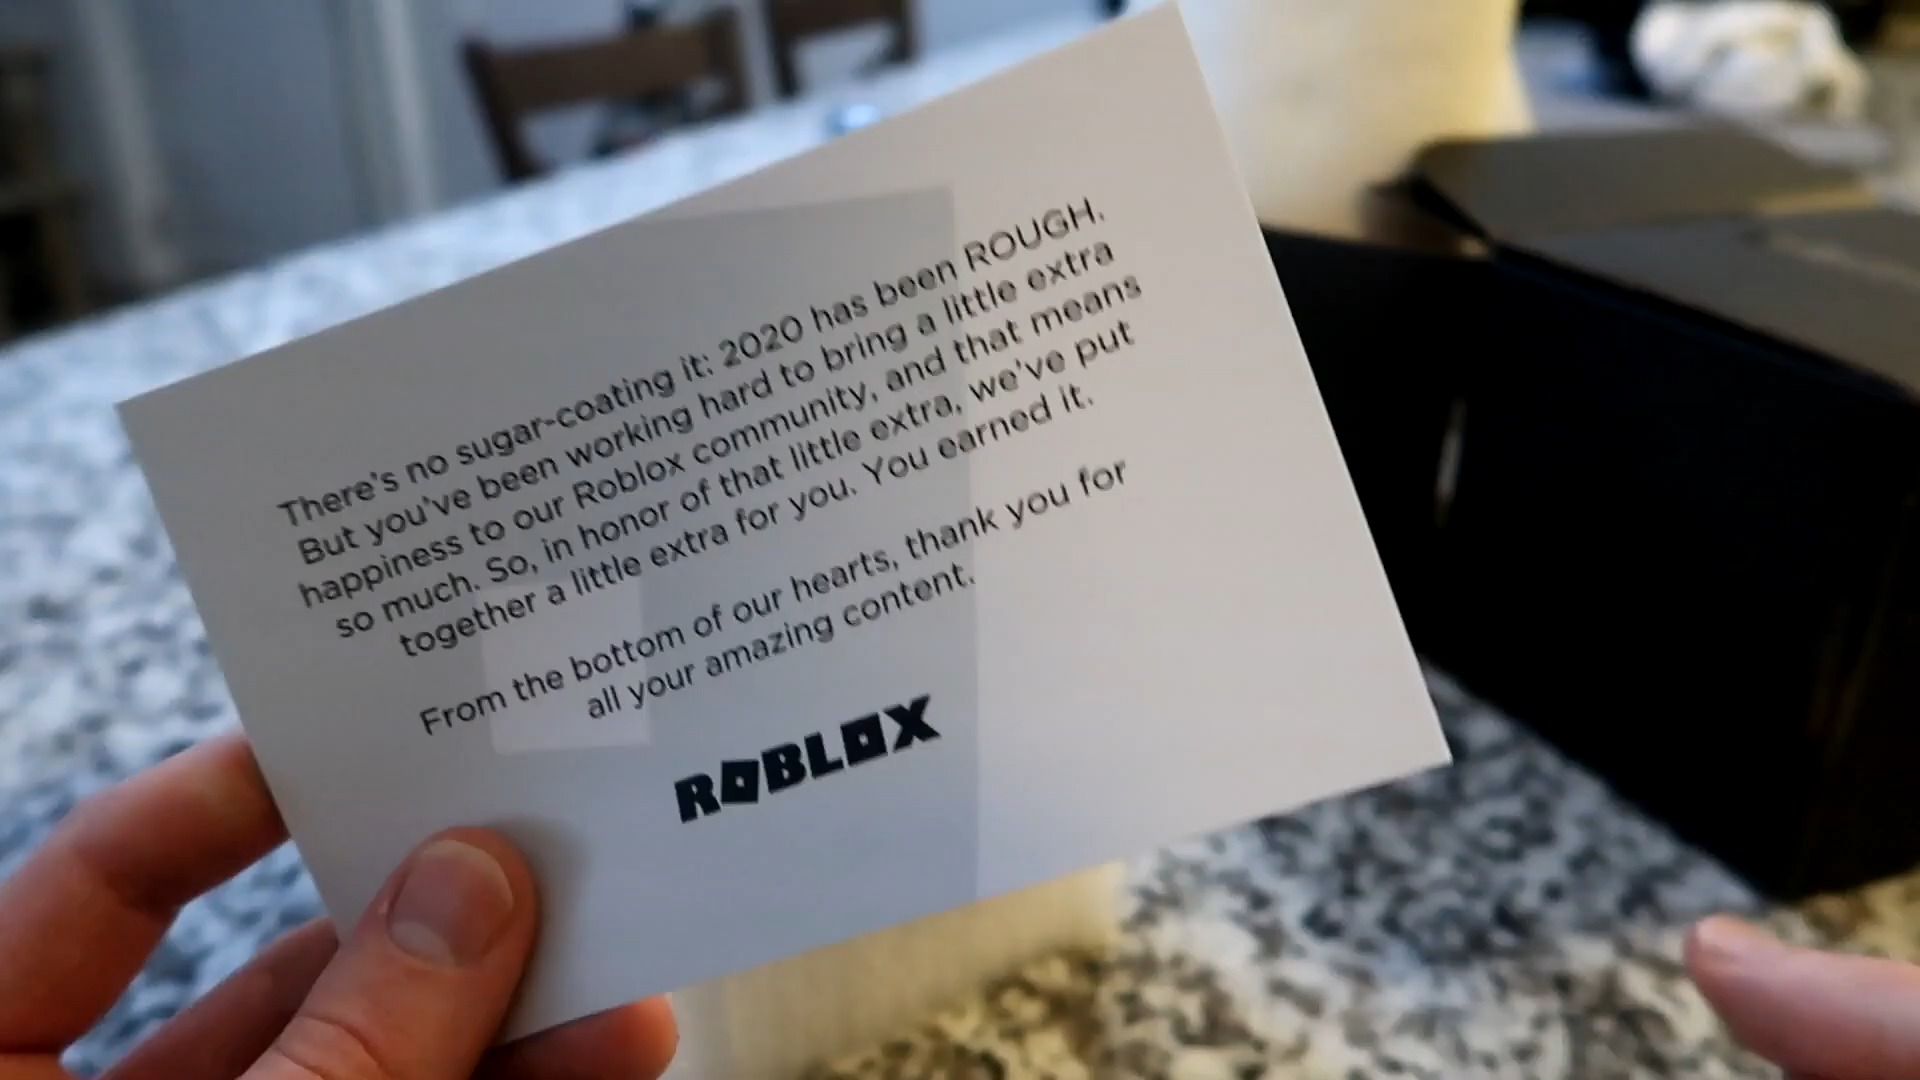 There's no sugar-coating it: 2020 has been ROUGH.
But you've been working hard to bring a little extra
happiness to our Roblox community, and that means
so much. So, in honor of that little extra, we've put
together a little extra for you. You earned it.
From the bottom of our hearts, thank you for
all your amazing content.
ROBLOX